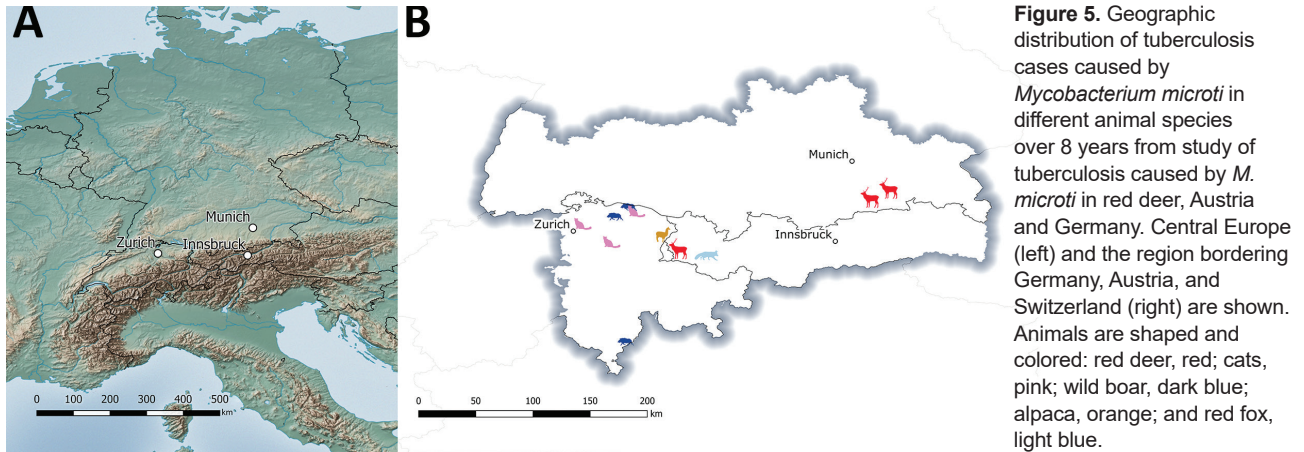 A
Munich
Zurich
Innsbruck
0 100 200 300 400 500 km
B
Munich
Zurich
Innsbruck
0 50 100 150 200
km
Figure 5. Geographic
distribution of tuberculosis
cases caused by
Mycobacterium microti in
different animal species
over 8 years from study of
tuberculosis caused by M.
microti in red deer, Austria
and Germany. Central Europe
(left) and the region bordering
Germany, Austria, and
Switzerland (right) are shown.
Animals are shaped and
colored: red deer, red; cats,
pink; wild boar, dark blue;
alpaca, orange; and red fox,
light blue.